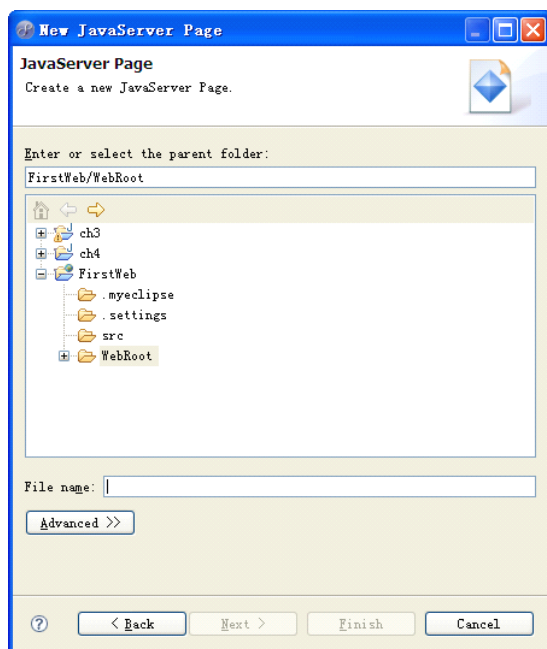 New JavaServer Page
JavaServer Page
Create a new JavaServer Page.
Enter or select the parent folder:
FirstWeb/WebRoot
ch3
ch4
FirstWeb
.myeclipse
.settings
src
WebRoot
File name:
Advanced >>
? < Back Next > Finish Cancel